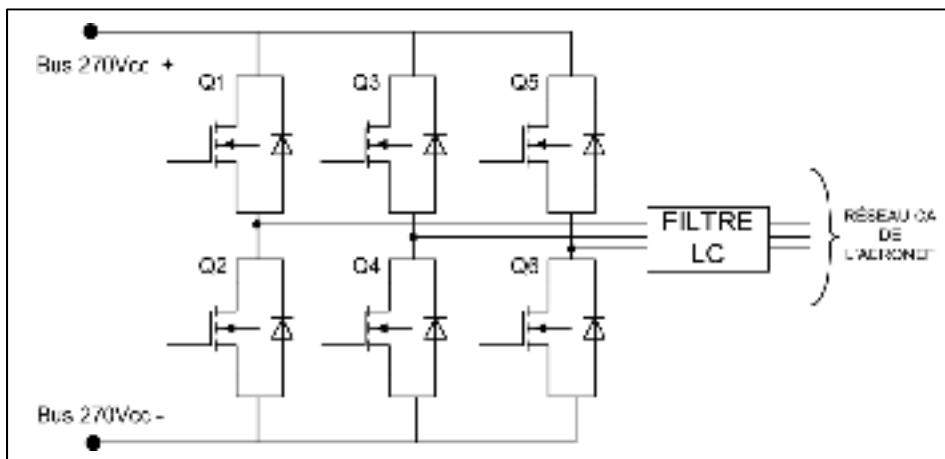 Bus 270Vcc +
Q1
Q3
Q5
FILTRE
LC
RÉSEAU CA
DE
L'AÉRONEF
Q2
Q4
Q6
Bus 270Vcc -